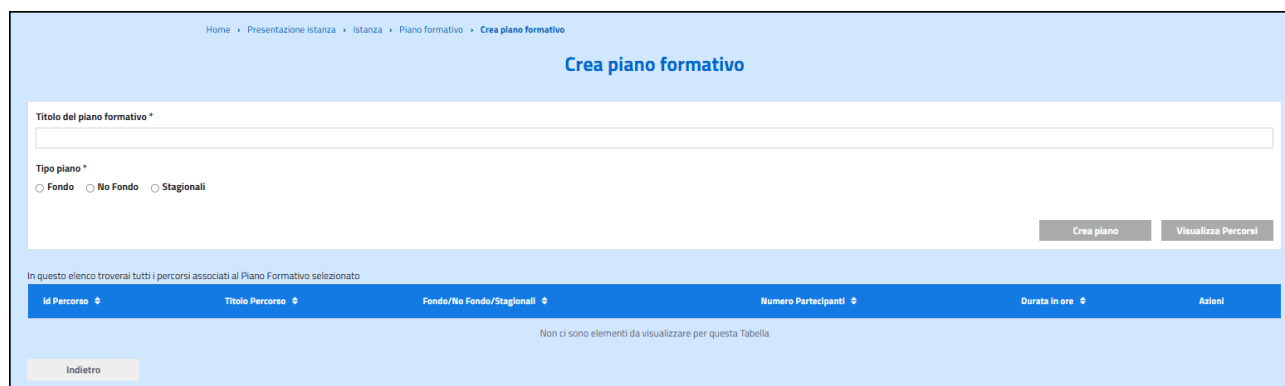 Home › Presentazione istanza › Istanza › Piano formativo › Crea piano formativo
Crea piano formativo
Titolo del piano formativo *
Tipo piano *
Fondo No Fondo Stagionali
Crea piano Visualizza Percorsi
In questo elenco troverai tutti i percorsi associati al Piano Formativo selezionato
Id Percorso Titolo Percorso Fondo/No Fondo/Stagionali Numero Partecipanti Durata in ore Azioni
Non ci sono elementi da visualizzare per questa Tabella
Indietro